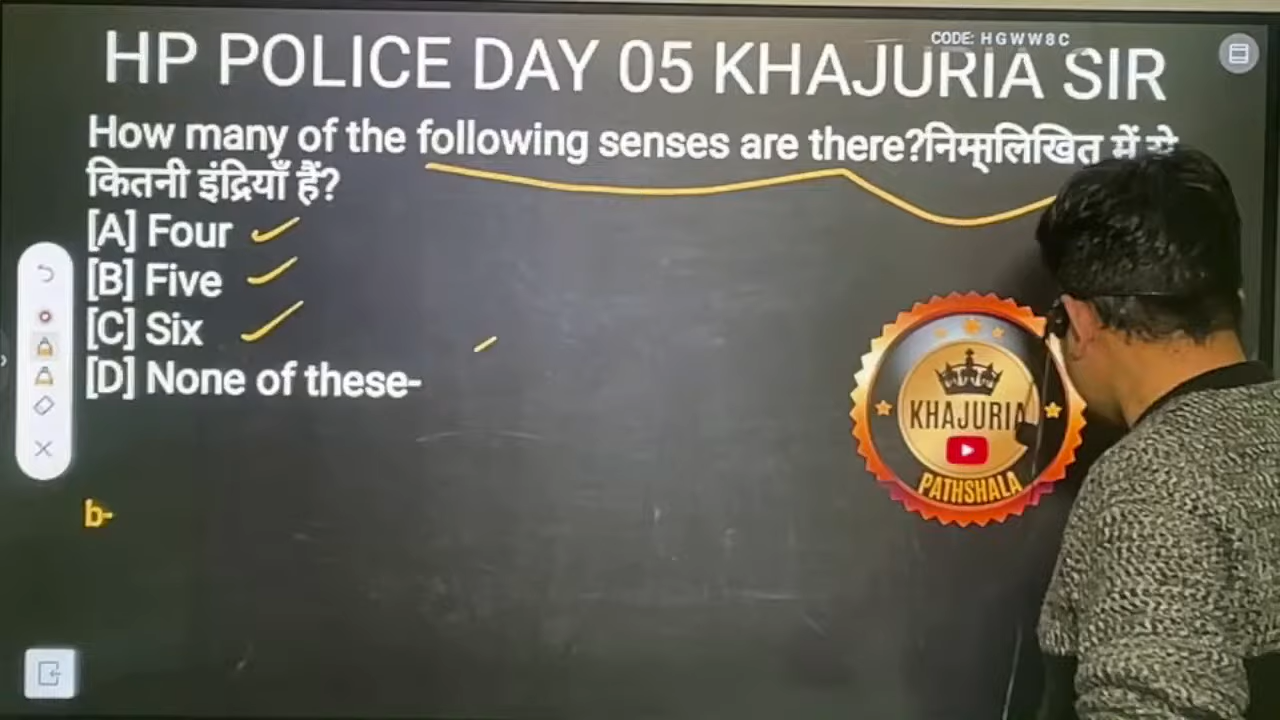 CODE: HGWW8C
HP POLICE DAY 05 KHAJURIA SIR
How many of the following senses are there?निम्नलिखित में से
कितनी इंद्रियाँ हैं?
[A] Four
[B] Five
[C] Six
[D] None of these-
KHAJURIA
PATHSHALA
b-